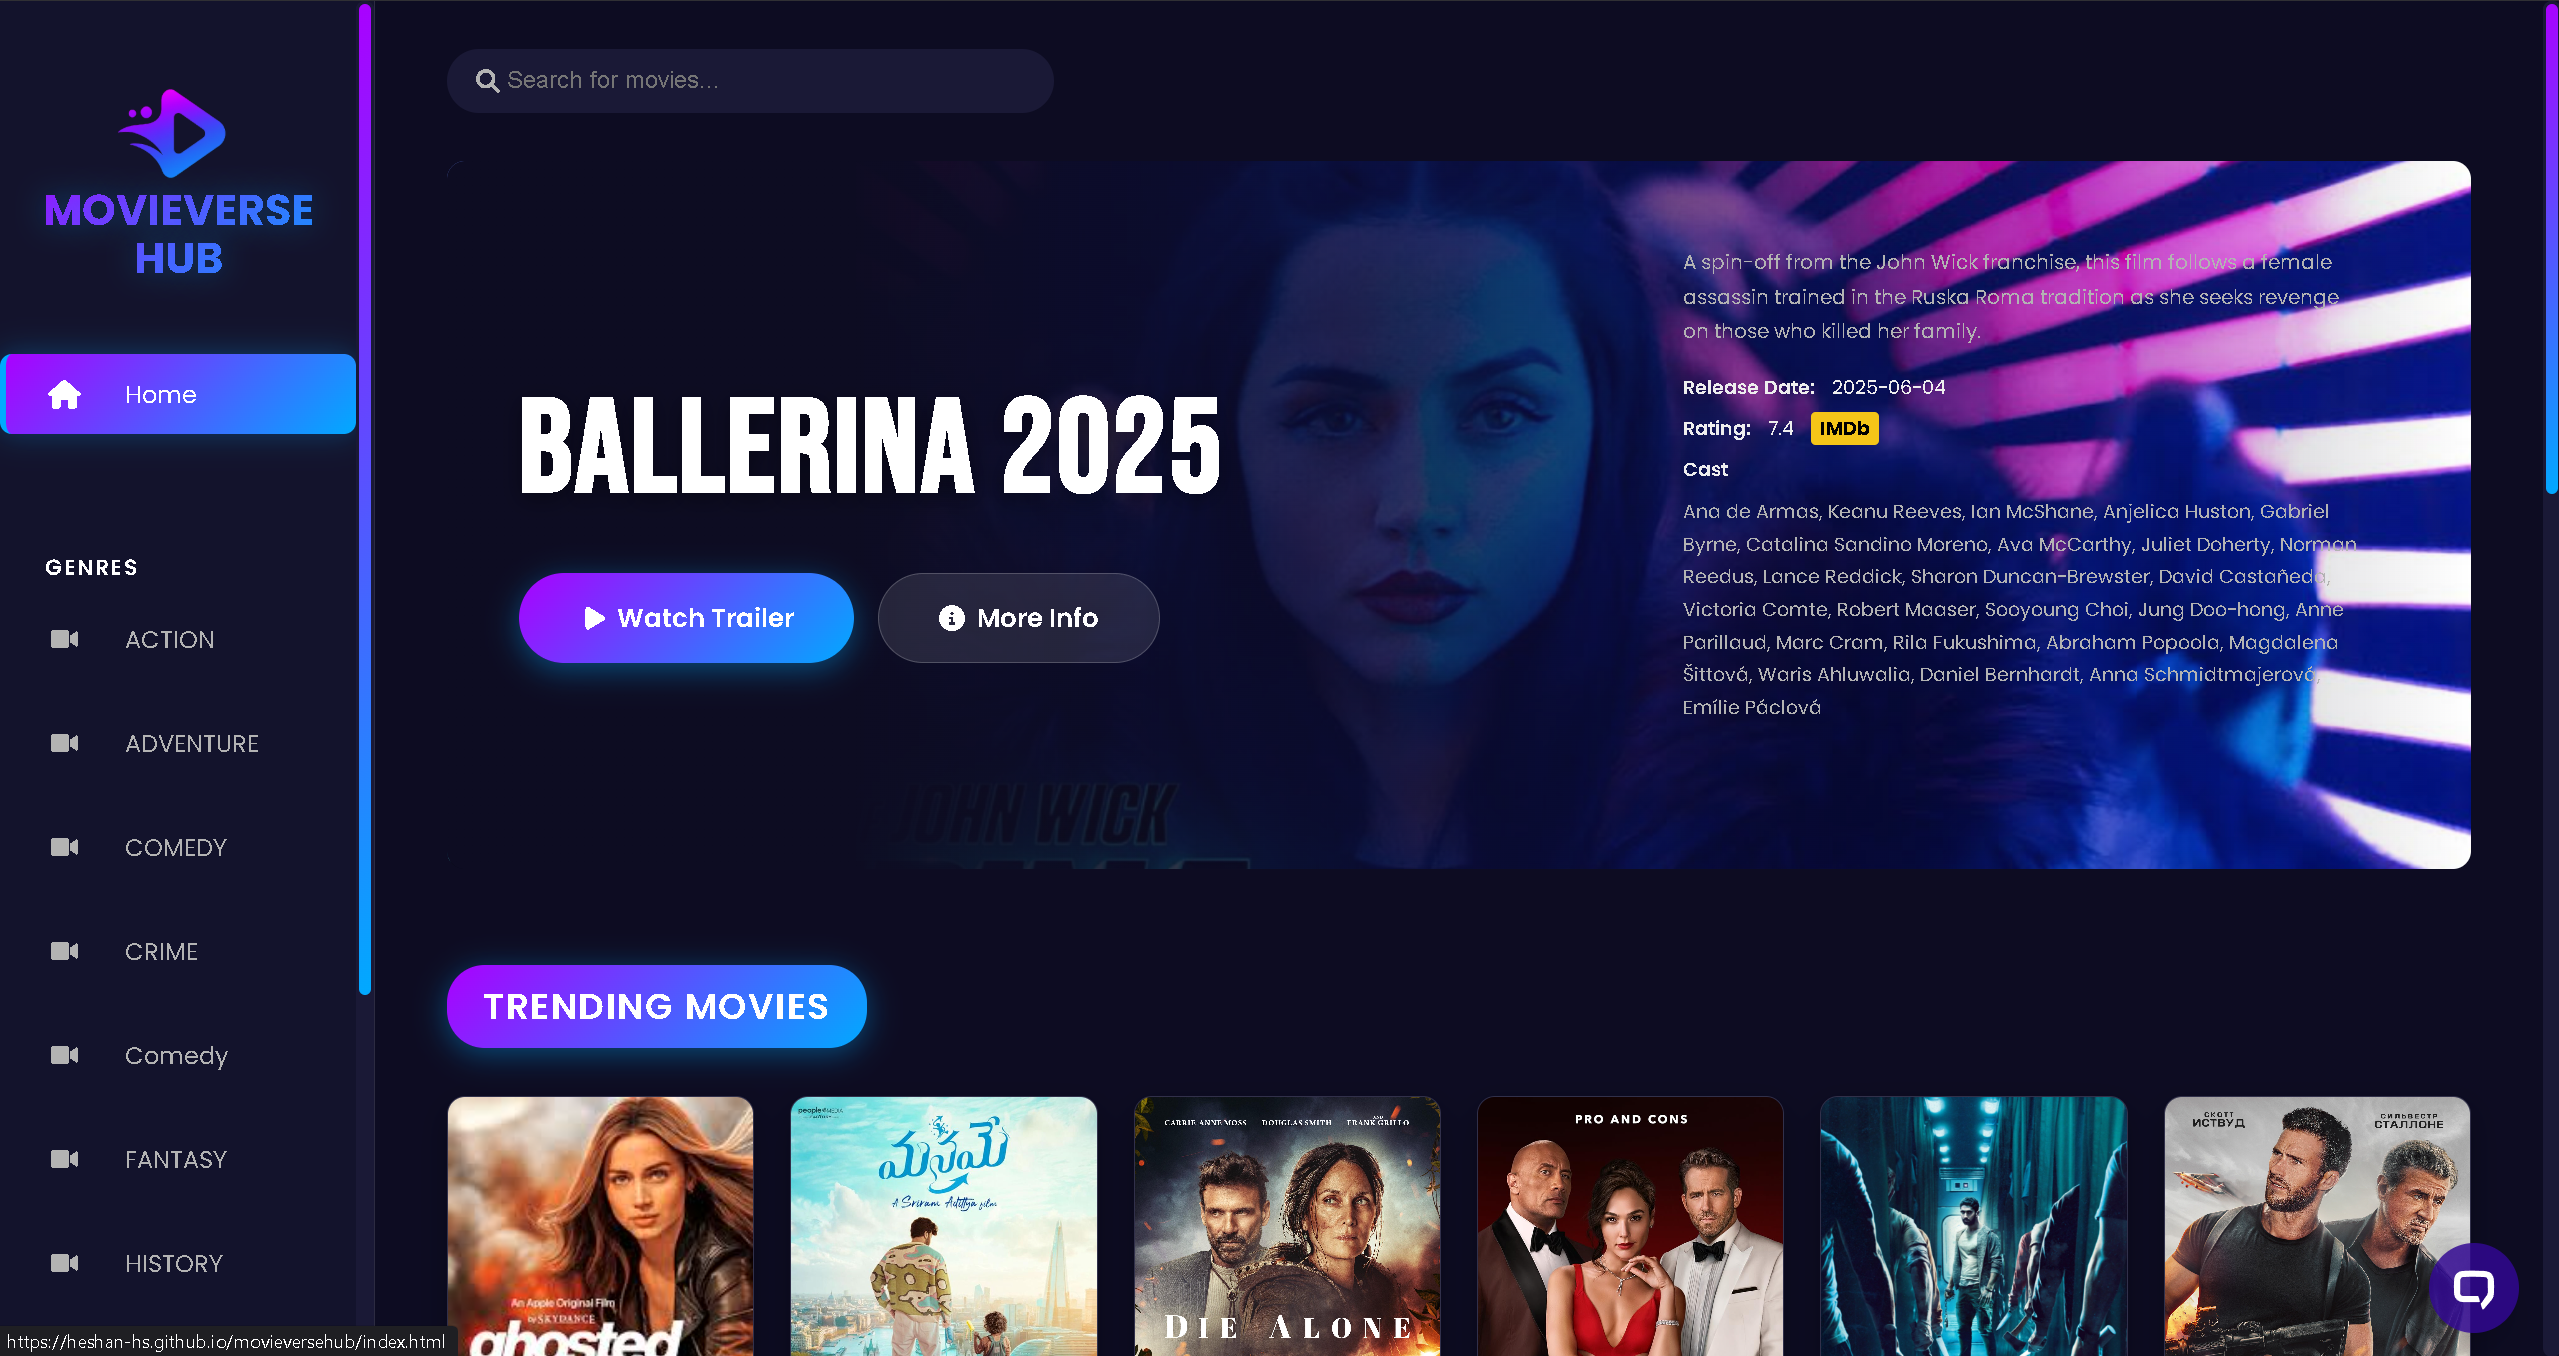 MOVIEVERSE
HUB
Home
GENRES
ACTION
ADVENTURE
COMEDY
CRIME
Comedy
FANTASY
HISTORY
https://heshan-hs.github.io/movieversehub/index.html
Search for movies...
BALLERINA 2025
Watch Trailer
More Info
JOHN WICK
A spin-off from the John Wick franchise, this film follows a female
assassin trained in the Ruska Roma tradition as she seeks revenge
on those who killed her family.
Release Date: 2025-06-04
Rating: 7.4 IMDb
Cast
Ana de Armas, Keanu Reeves, Ian McShane, Anjelica Huston, Gabriel
Byrne, Catalina Sandino Moreno, Ava McCarthy, Juliet Doherty, Norman
Reedus, Lance Reddick, Sharon Duncan-Brewster, David Castañeda,
Victoria Comte, Robert Maaser, Sooyoung Choi, Jung Doo-hong, Anne
Parillaud, Marc Cram, Rila Fukushima, Abraham Popoola, Magdalena
Šittová, Waris Ahluwalia, Daniel Bernhardt, Anna Schmidtmajerová,
Emílie Páclová
TRENDING MOVIES
An Apple Original Film
by SKYDANCE
ghosted
people MEDIA
FACTORY
మనమే
A Sriram Adittya film
CARRIE ANNE MOSS DOUGLAS SMITH AND FRANK GRILLO
DIE ALONE
PRO AND CONS
СКОТТ
ИСТВУД
СИЛЬВЕСТР
СТАЛЛОНЕ